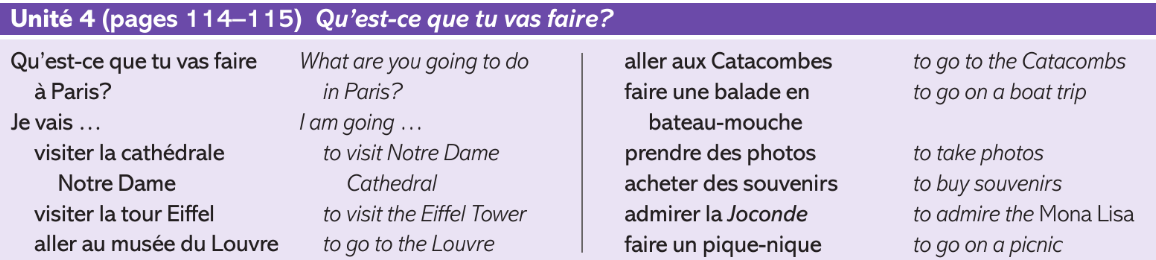 Unité 4 (pages 114–115) Qu’est-ce que tu vas faire?
Qu’est-ce que tu vas faire
à Paris?
Je vais …
visiter la cathédrale
Notre Dame
visiter la tour Eiffel
aller au musée du Louvre
What are you going to do
in Paris?
I am going …
to visit Notre Dame
Cathedral
to visit the Eiffel Tower
to go to the Louvre
aller aux Catacombes
faire une balade en
bateau-mouche
prendre des photos
acheter des souvenirs
admirer la Joconde
faire un pique-nique
to go to the Catacombs
to go on a boat trip
to take photos
to buy souvenirs
to admire the Mona Lisa
to go on a picnic